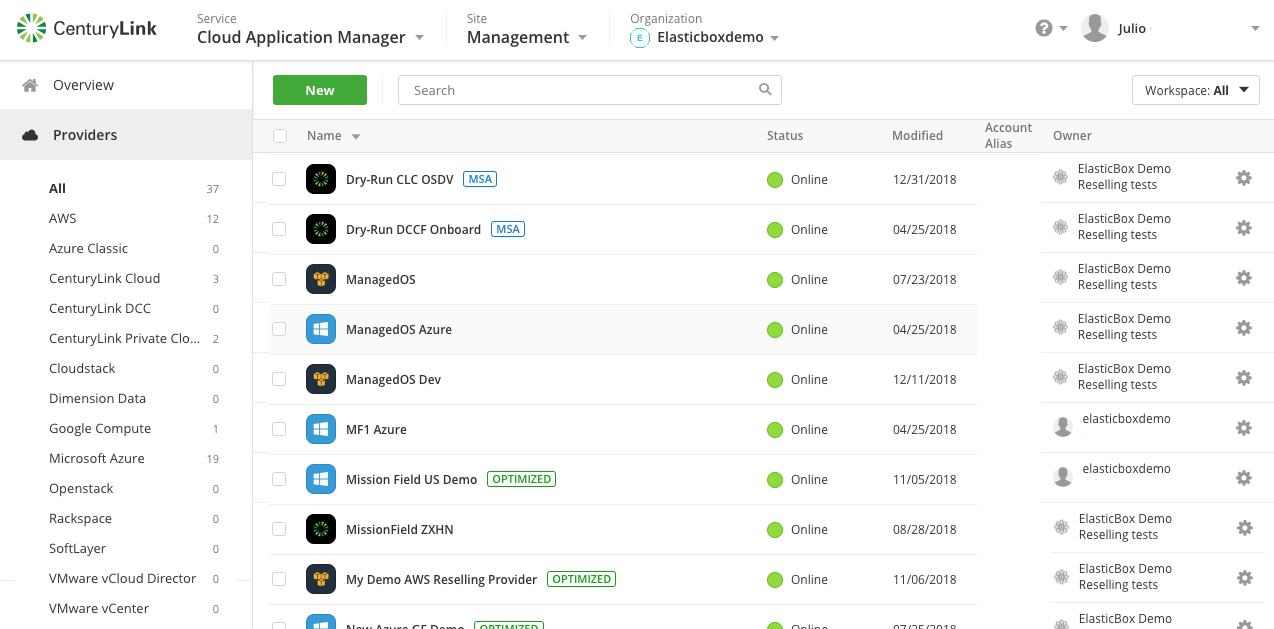 CenturyLink
Service
Cloud Application Manager
Site
Management
Organization
E Elasticboxdemo
?
Julio
Overview
Providers
All 37
AWS 12
Azure Classic 0
CenturyLink Cloud 3
CenturyLink DCC 0
CenturyLink Private Clo... 2
Cloudstack 0
Dimension Data 0
Google Compute 1
Microsoft Azure 19
Openstack 0
Rackspace 0
SoftLayer 0
VMware vCloud Director 0
VMware vCenter 0
New
Search
Workspace: All
Name Status Modified Account Alias Owner
Dry-Run CLC OSDV MSA Online 12/31/2018 ElasticBox Demo
Reselling tests
Dry-Run DCCF Onboard MSA Online 04/25/2018 ElasticBox Demo
Reselling tests
ManagedOS Online 07/23/2018 ElasticBox Demo
Reselling tests
ManagedOS Azure Online 04/25/2018 ElasticBox Demo
Reselling tests
ManagedOS Dev Online 12/11/2018 ElasticBox Demo
Reselling tests
MF1 Azure Online 04/25/2018 elasticboxdemo
Mission Field US Demo OPTIMIZED Online 11/05/2018 elasticboxdemo
MissionField ZXHN Online 08/28/2018 ElasticBox Demo
Reselling tests
My Demo AWS Reselling Provider OPTIMIZED Online 11/06/2018 ElasticBox Demo
Reselling tests
New Azure GF Demo OPTIMIZED Online 07/25/2018 ElasticBox Demo